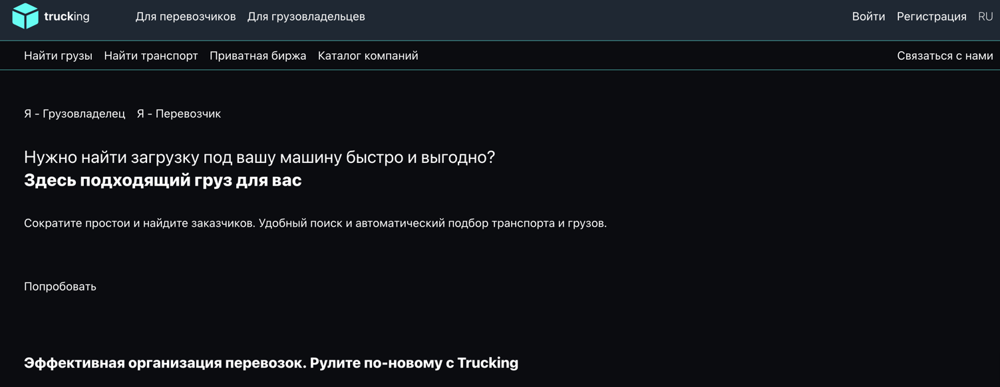 trucking Для перевозчиков Для грузовладельцев Войти Регистрация RU
Найти грузы Найти транспорт Приватная биржа Каталог компаний Связаться с нами
Я - Грузовладелец Я - Перевозчик
Нужно найти загрузку под вашу машину быстро и выгодно?
Здесь подходящий груз для вас
Сократите простои и найдите заказчиков. Удобный поиск и автоматический подбор транспорта и грузов.
Попробовать
Эффективная организация перевозок. Рулите по-новому с Trucking